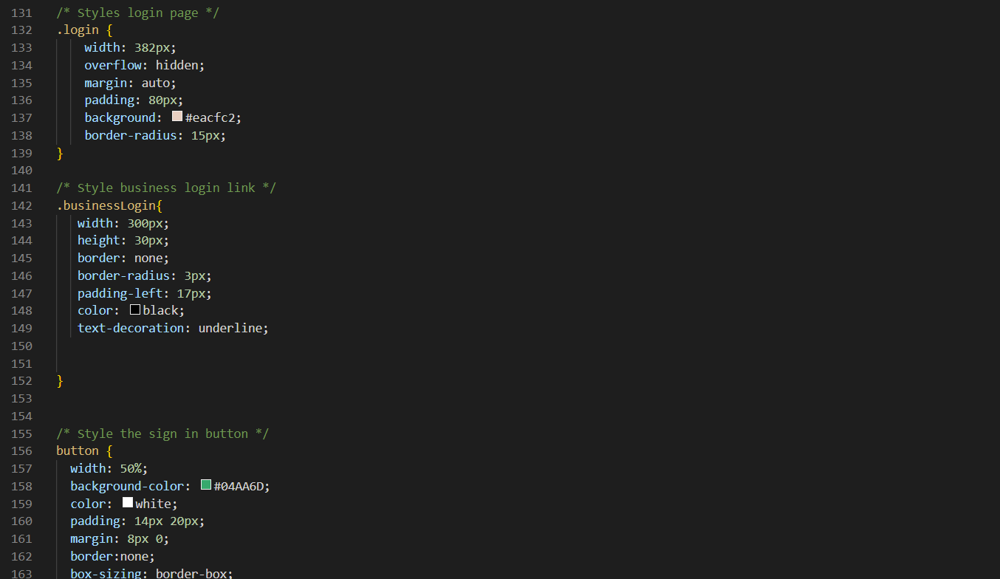 131 /* Styles login page */
132 .login {
133 width: 382px;
134 overflow: hidden;
135 margin: auto;
136 padding: 80px;
137 background: #eacfc2;
138 border-radius: 15px;
139 }
140
141 /* Style business login link */
142 .businessLogin{
143 width: 300px;
144 height: 30px;
145 border: none;
146 border-radius: 3px;
147 padding-left: 17px;
148 color: black;
149 text-decoration: underline;
150
151
152 }
153
154
155 /* Style the sign in button */
156 button {
157 width: 50%;
158 background-color: #04AA6D;
159 color: white;
160 padding: 14px 20px;
161 margin: 8px 0;
162 border:none;
163 box-sizing: border-box;